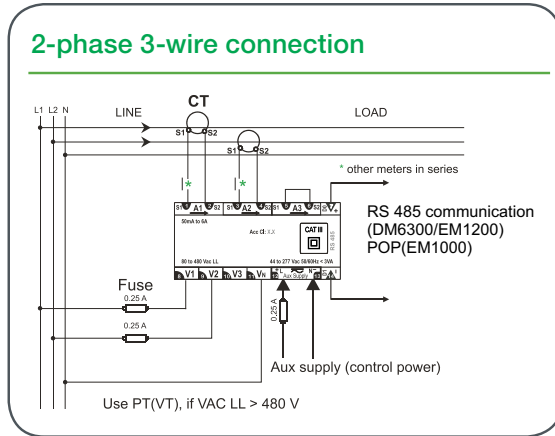 2-phase 3-wire connection
CT
L1 L2 N LINE LOAD
S1 S2
S1 S2
* other meters in series
* *
S1 A1 S2 S1 A2 S2 S1 A3 S2 V+
50mA to 6A
Acc Cl: X.X
CAT III
RS 485
80 to 480 Vac LL 44 to 277 Vac 50/60Hz < 3VA
V1 V2 V3 VN L Aux Supply N
RS 485 communication
(DM6300/EM1200)
POP(EM1000)
Fuse
0.25 A
0.25 A
0.25 A
Aux supply (control power)
Use PT(VT), if VAC LL > 480 V